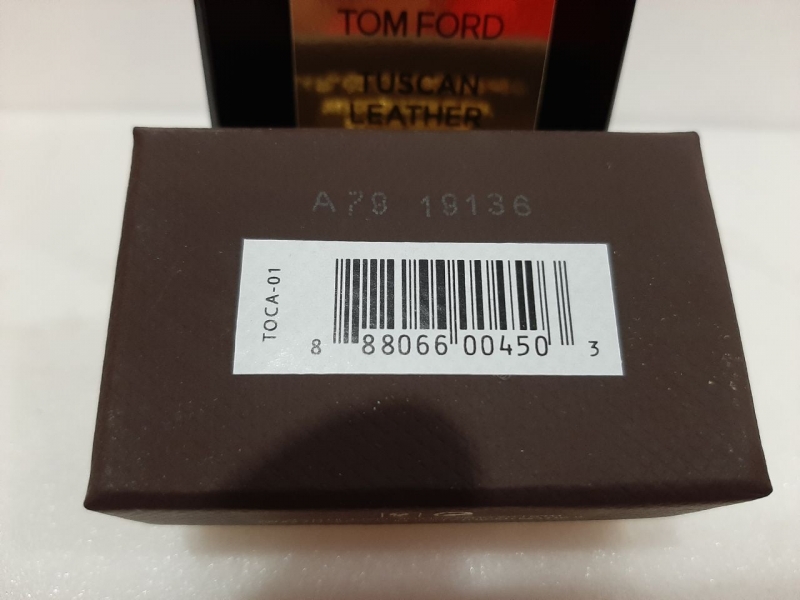 TOM FORD
TUSCAN
LEATHER
A79 19136
TOCA-01
8 88066 00450 3